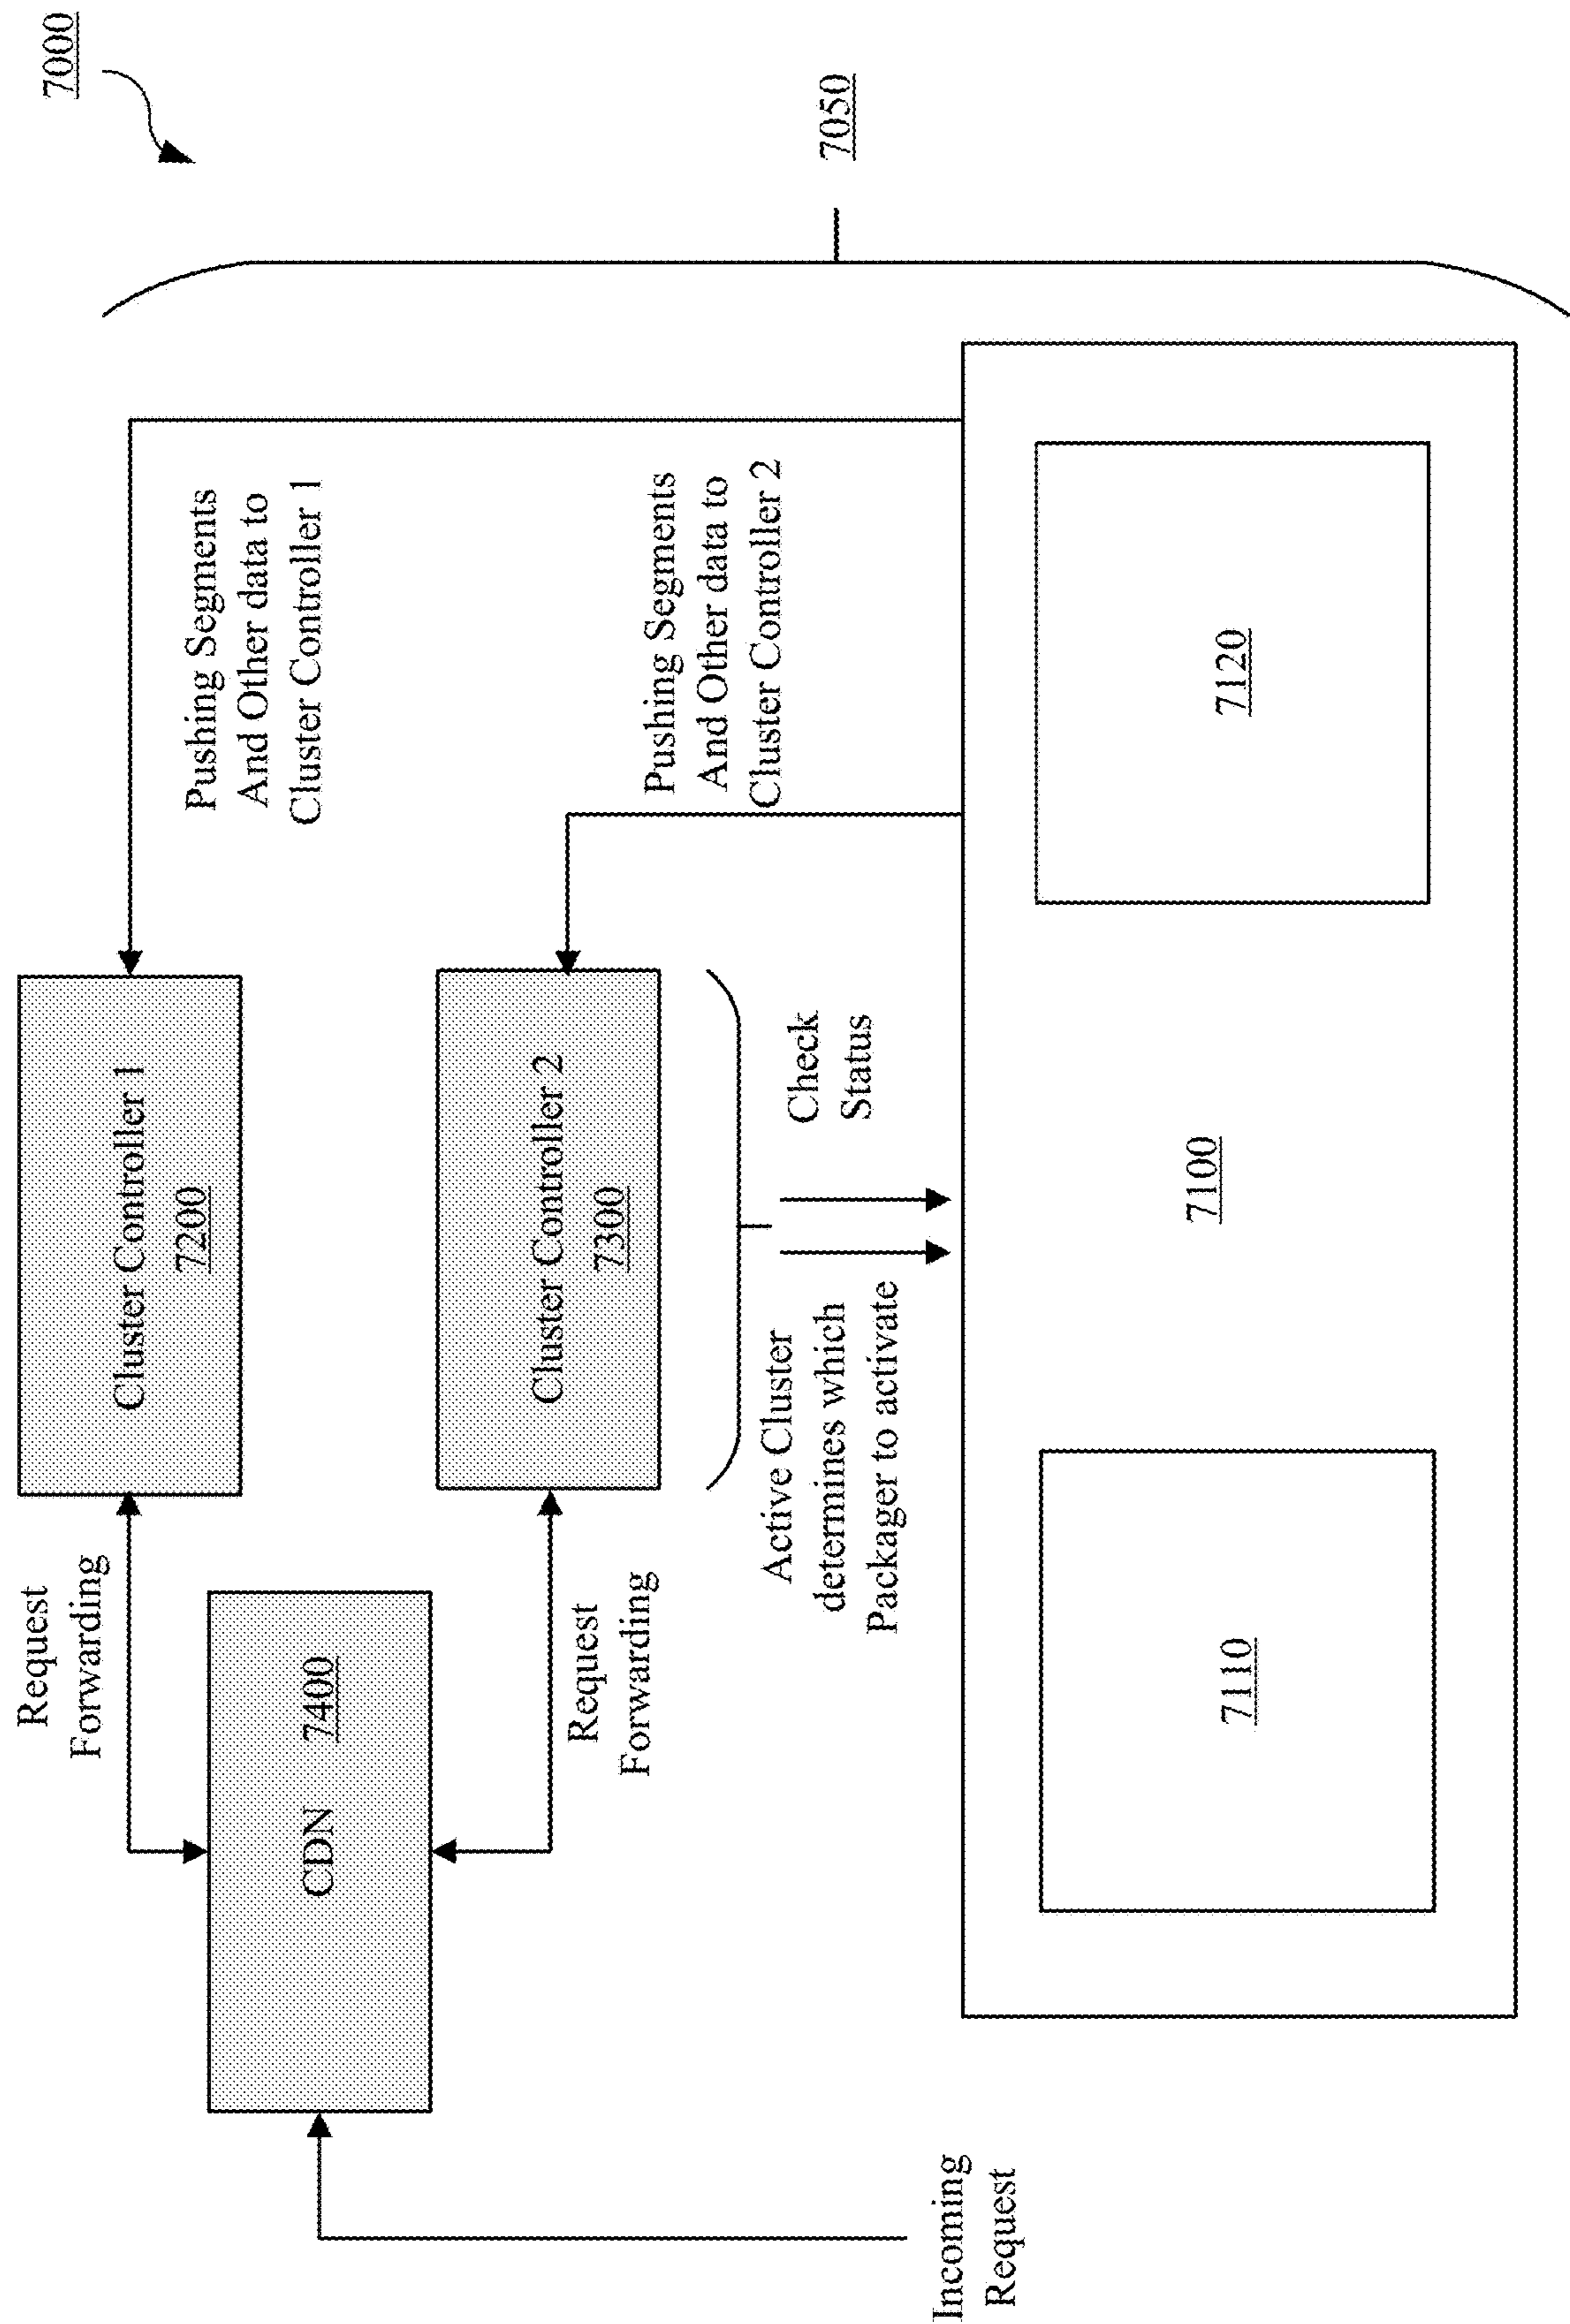 7000
7050
Request
Forwarding
Cluster Controller 1
7200
Pushing Segments
And Other data to
Cluster Controller 1
CDN 7400
Request
Forwarding
Cluster Controller 2
7300
Pushing Segments
And Other data to
Cluster Controller 2
Incoming
Request
Active Cluster
determines which
Packager to activate
Check
Status
7110
7100
7120